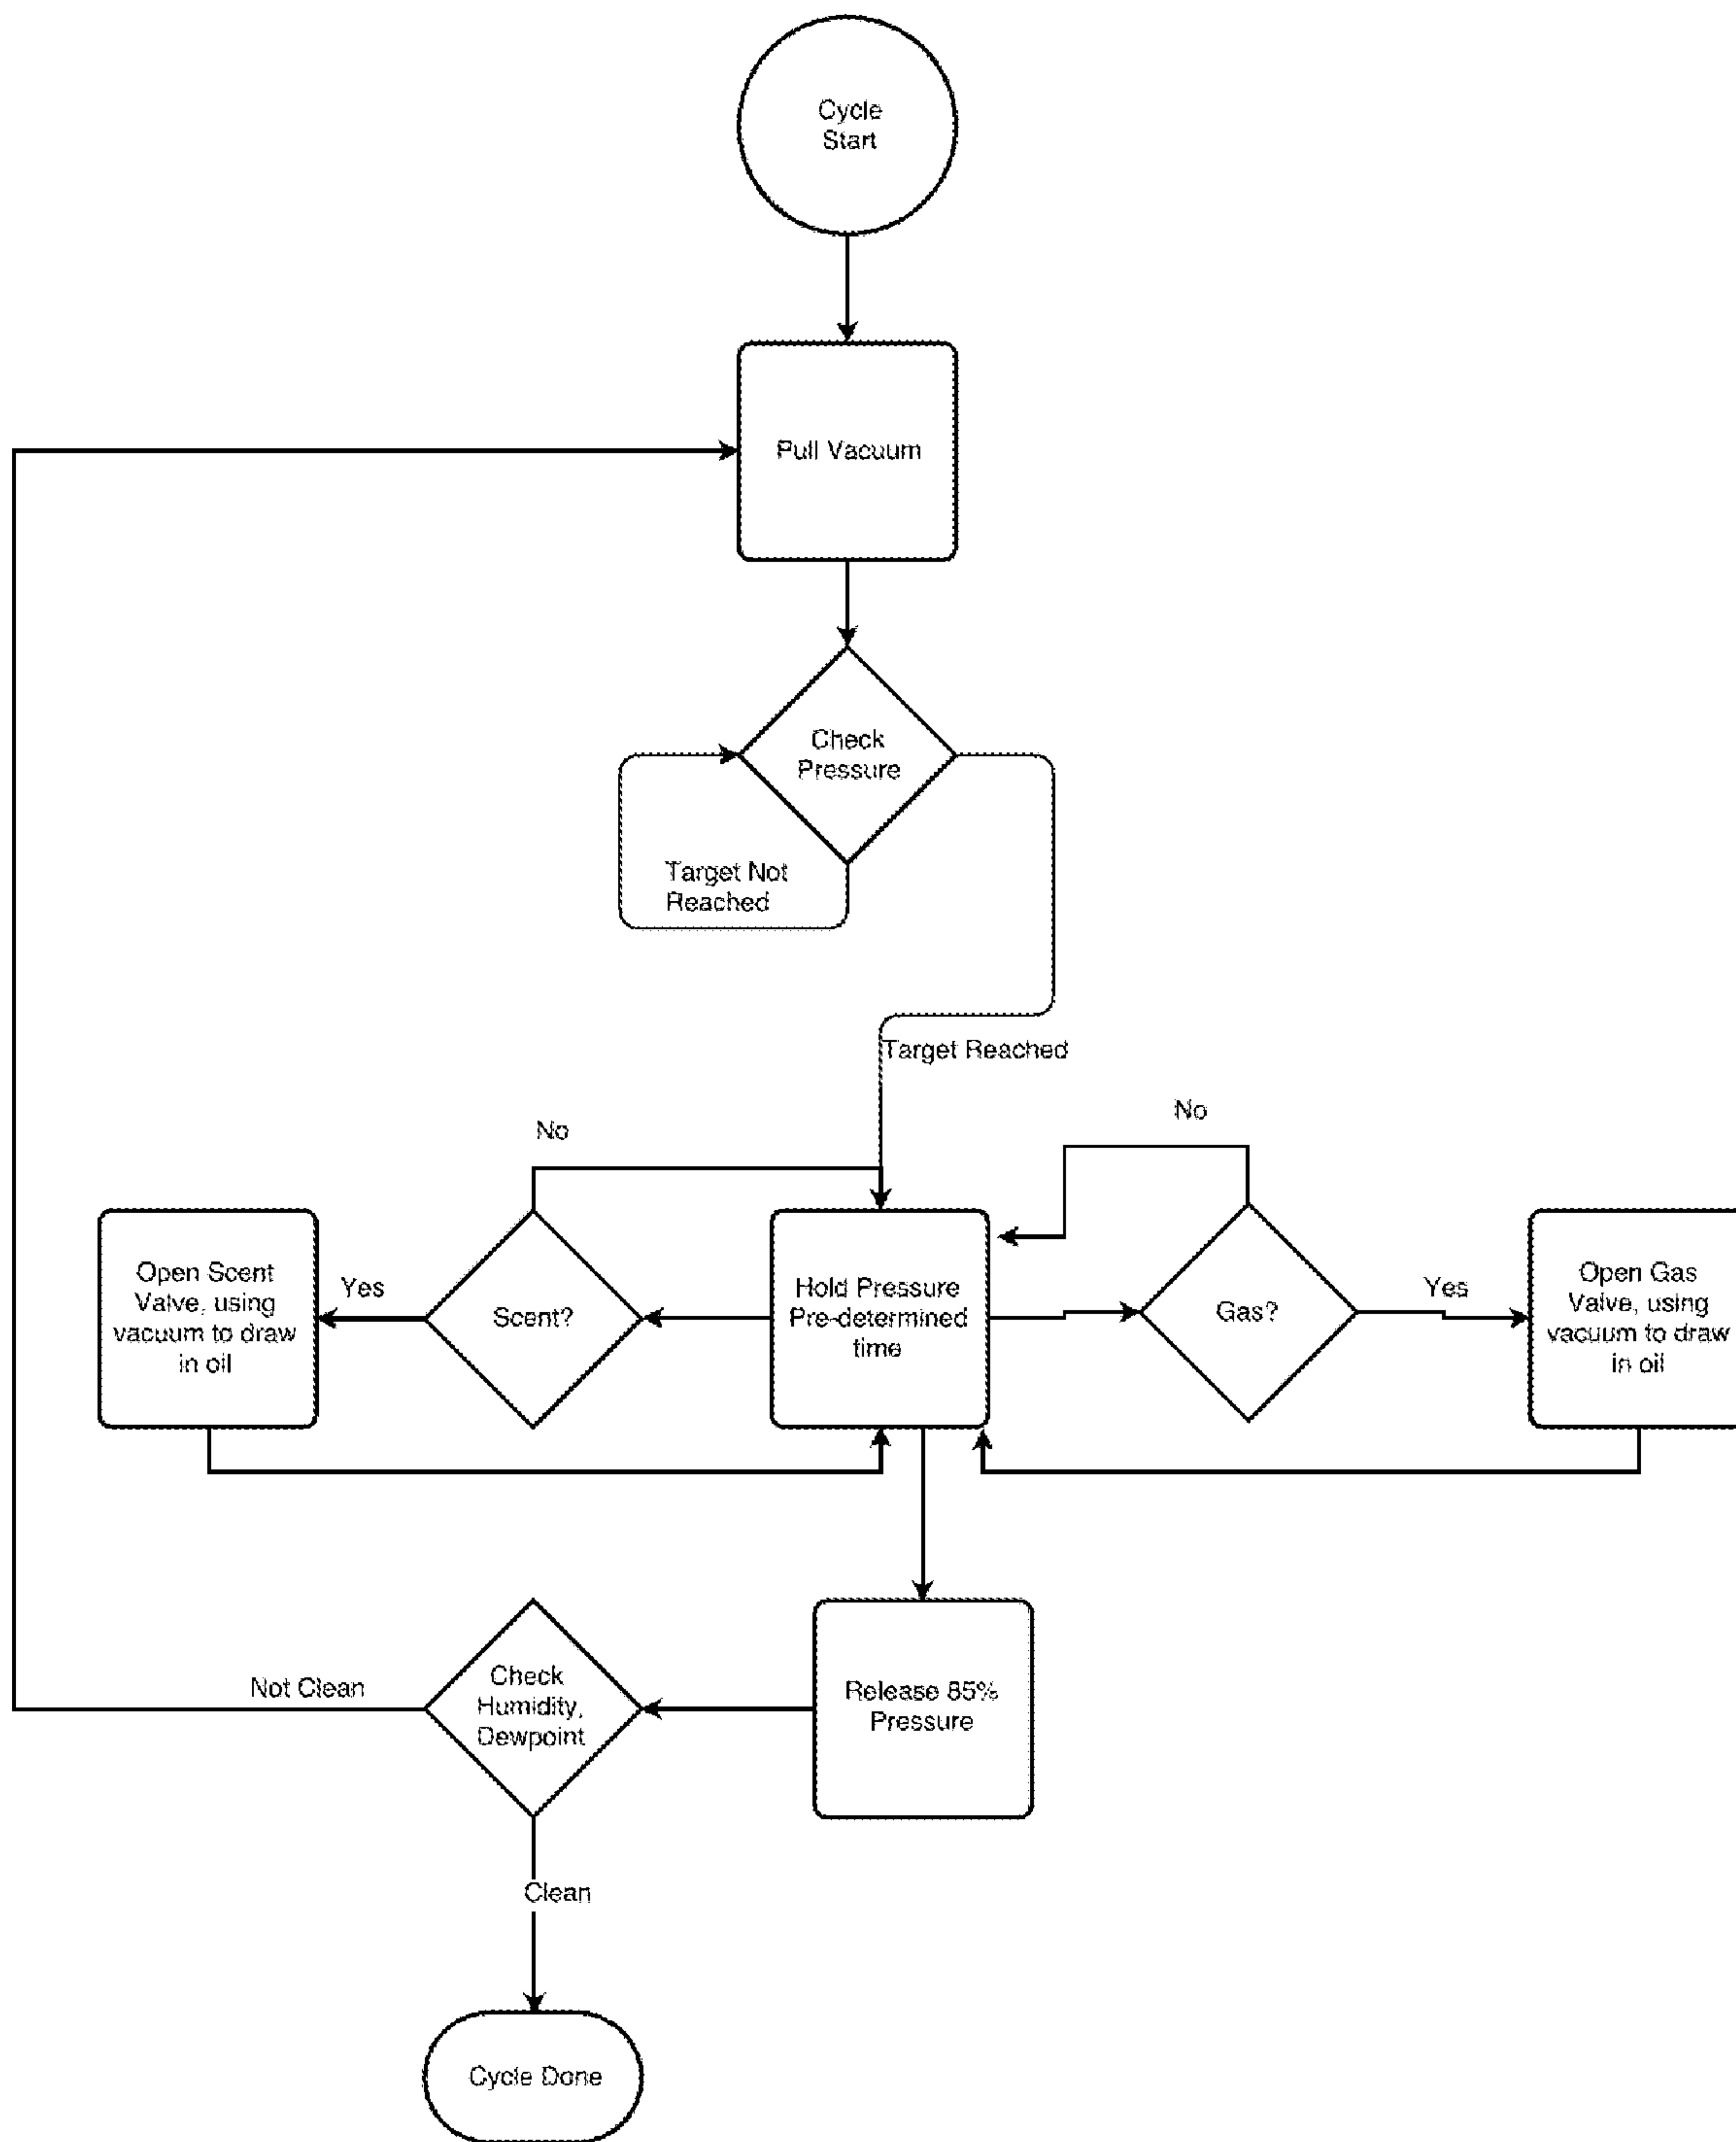 Cycle
Start
Pull Vacuum
Check
Pressure
Target Not
Reached
Target Reached
No
No
Open Scent
Valve, using
vacuum to draw
in oil
Yes
Scent?
Hold Pressure
Pre-determined
time
Gas?
Yes
Open Gas
Valve, using
vacuum to draw
in oil
Not Clean
Check
Humidity,
Dewpoint
Release 85%
Pressure
Clean
Cycle Done